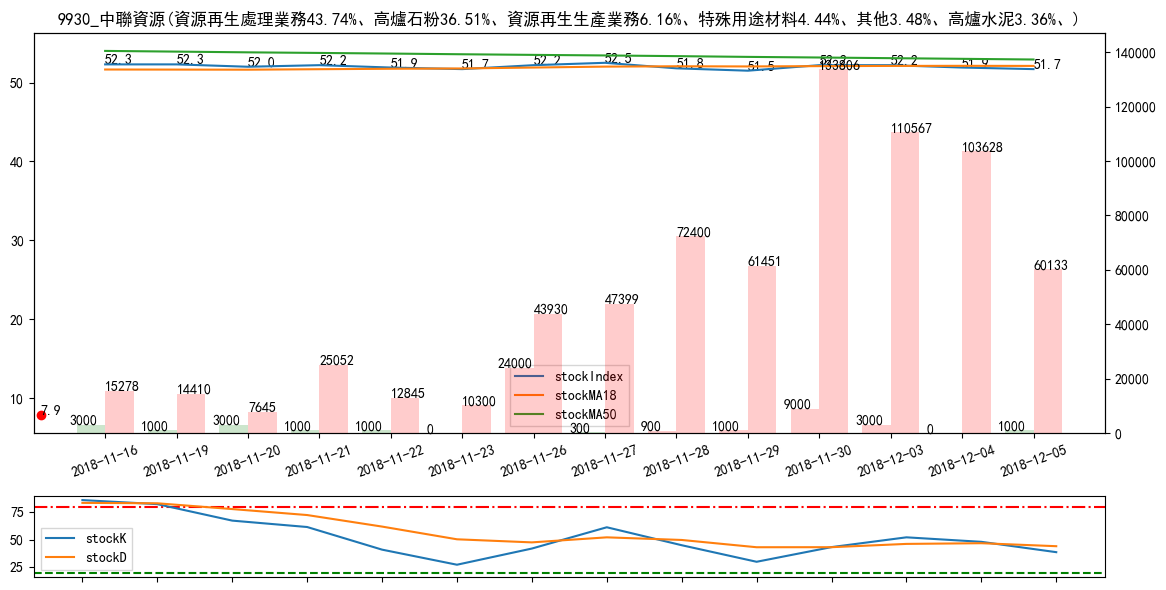 9930_中聯資源(資源再生處理業務43.74%、高爐石粉36.51%、資源再生生產業務6.16%、特殊用途材料4.44%、其他3.48%、高爐水泥3.36%、)
52.3 52.3 52.0 52.2 51.9 51.7 52.2 52.5 51.8 51.5 52.2 51.9 51.7
50 40 30 20 10
140000 120000 100000 80000 60000 40000 20000 0
15278 14410 7645 25052 12845 10300 43930 47399 72400 61451 133806 110567 103628 60133
7.9
3000 1000 3000 1000 1000 0 24000 300 900 1000 9000 3000 0 1000
stockIndex
stockMA18
stockMA50
2018-11-16 2018-11-19 2018-11-20 2018-11-21 2018-11-22 2018-11-23 2018-11-26 2018-11-27 2018-11-28 2018-11-29 2018-11-30 2018-12-03 2018-12-04 2018-12-05
75 50 25
stockK
stockD